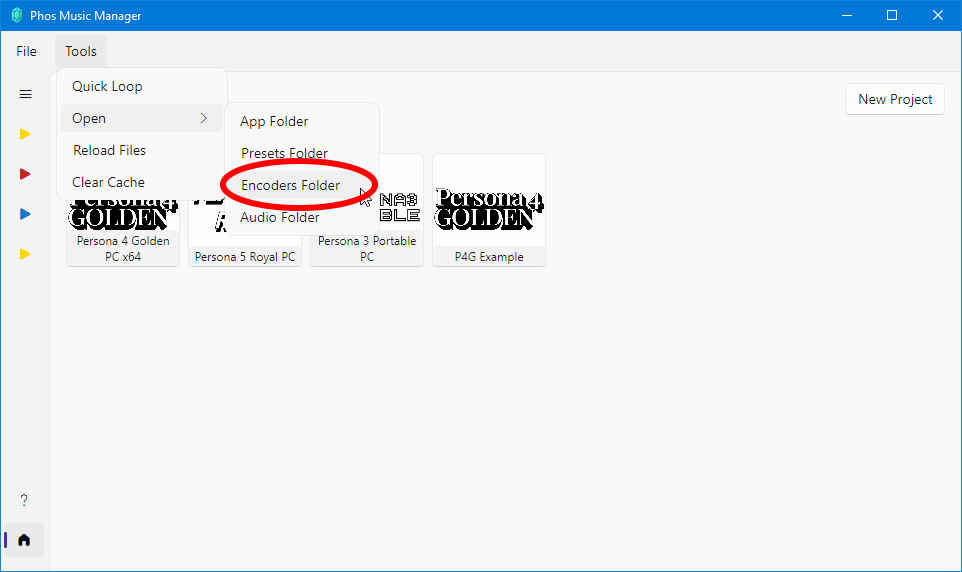 Phos Music Manager
File
Tools
Quick Loop
Open
Reload Files
Clear Cache
App Folder
Presets Folder
Encoders Folder
Audio Folder
New Project
Persona 4
GOLDEN
Persona 4 Golden
PC x64
Persona 5 Royal PC
NA3
BLE
Persona 3 Portable
PC
Persona 4
GOLDEN
P4G Example
?